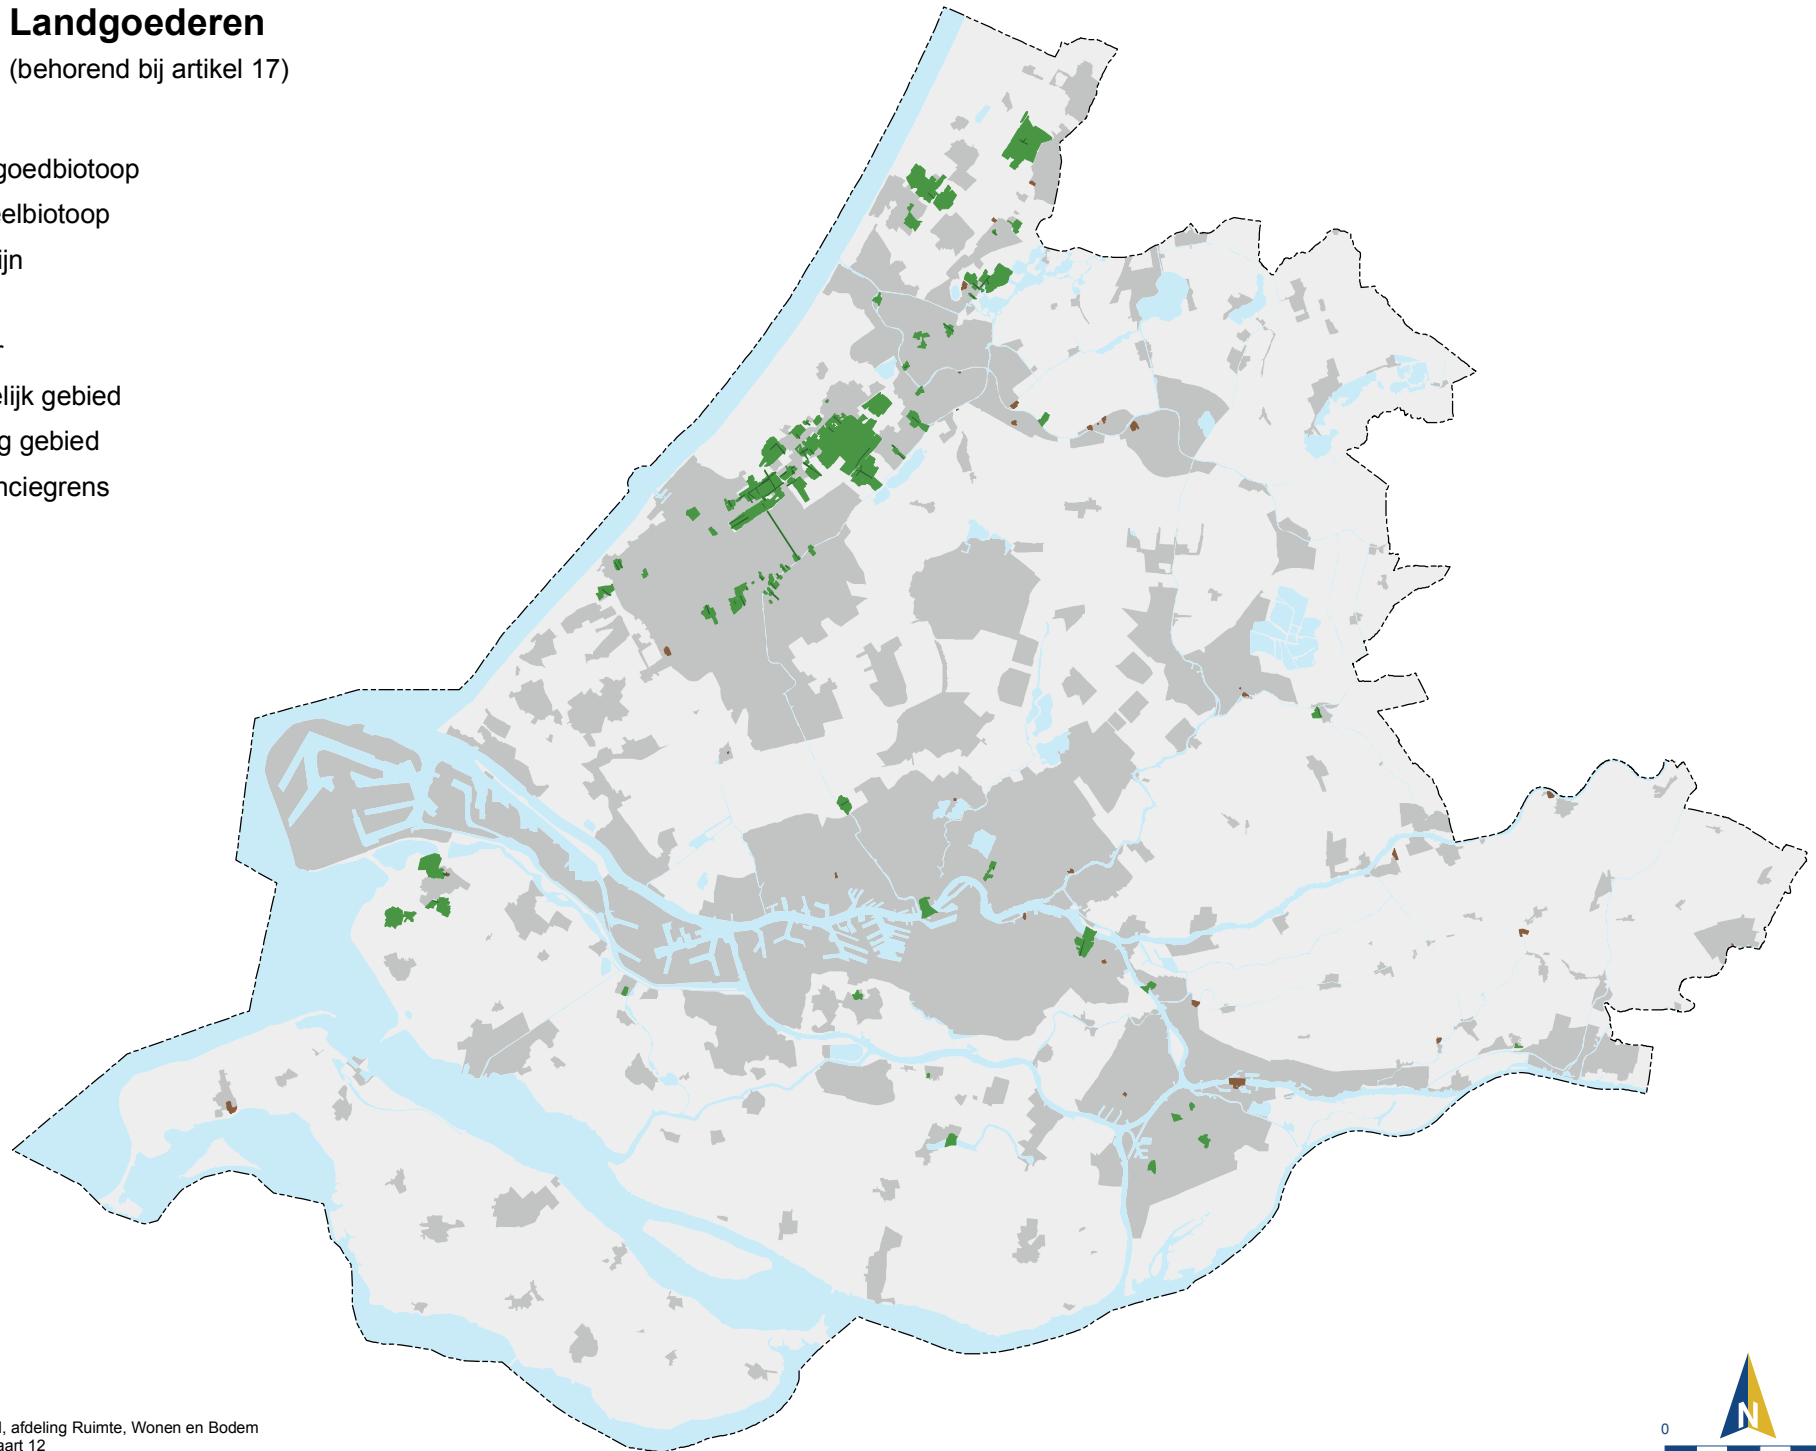 Landgoederen
(behorend bij artikel 17)
goedbiotoop
elbiotoop
ijn
elijk gebied
g gebied
nciegrens
l, afdeling Ruimte, Wonen en Bodem
aart 12
0
N